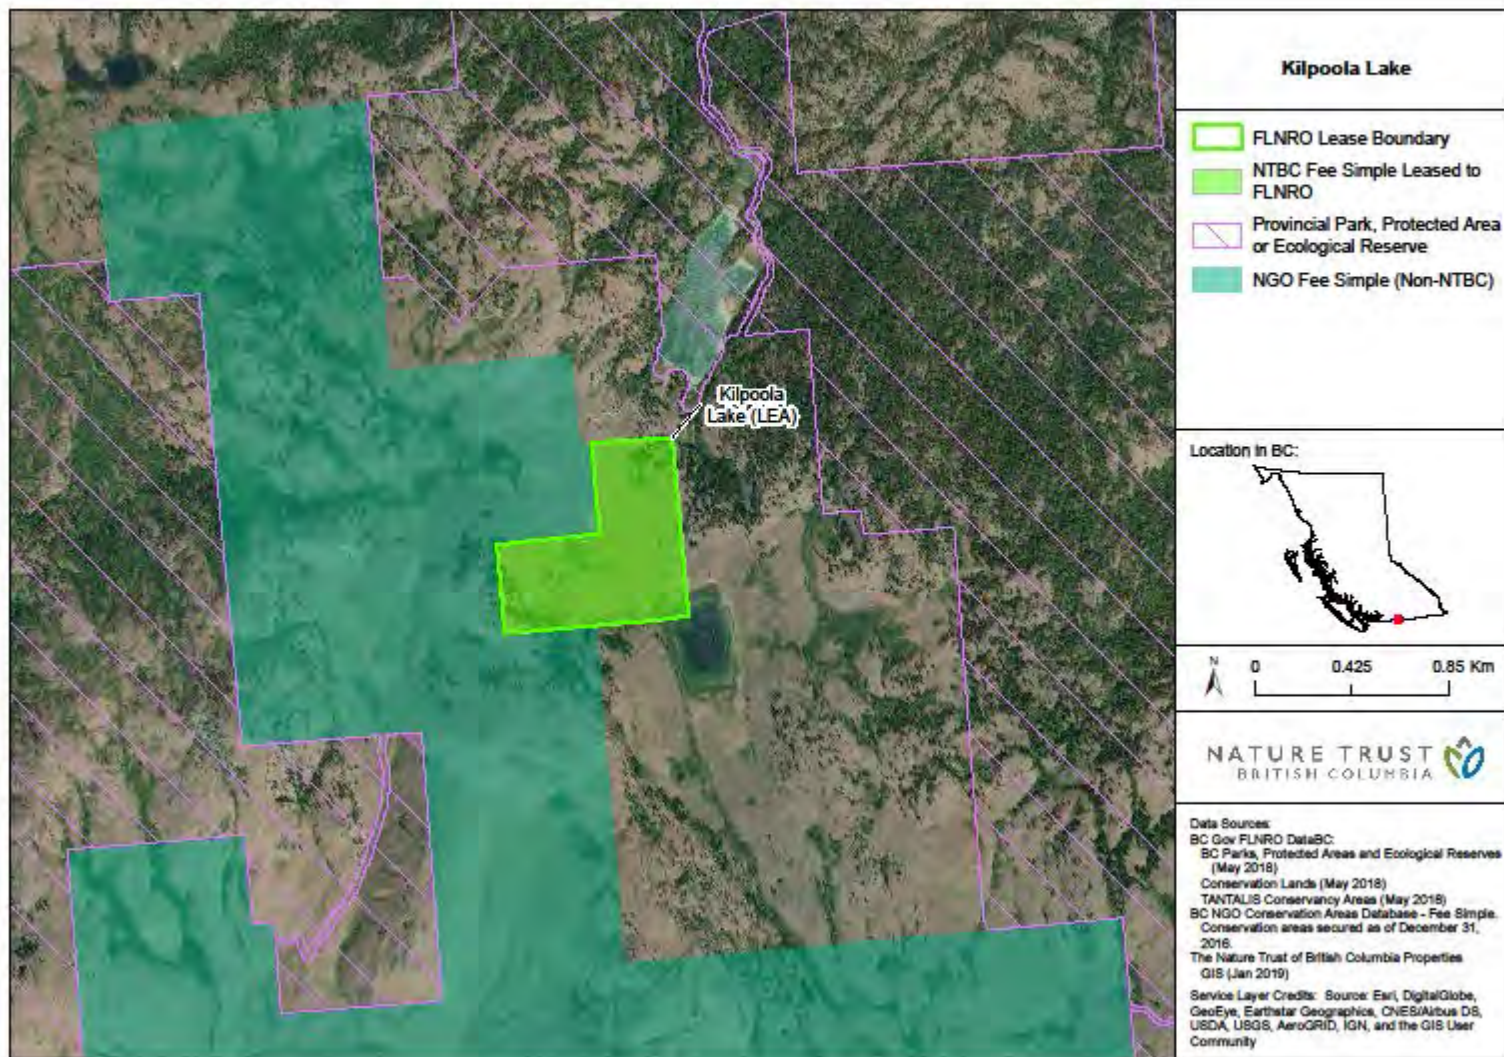 Kilpoola Lake
FLNRO Lease Boundary
NTBC Fee Simple Leased to
FLNRO
Provincial Park, Protected Area
or Ecological Reserve
NGO Fee Simple (Non-NTBC)
Kilpoola
Lake (LEA)
Location in BC:
N
0 0.425 0.85 Km
NATURE TRUST
BRITISH COLUMBIA
Data Sources:
BC Gov FLNRO DataBC:
BC Parks, Protected Areas and Ecological Reserves
(May 2018)
Conservation Lands (May 2018)
TANTALIS Conservancy Areas (May 2018)
BC NGO Conservation Areas Database - Fee Simple.
Conservation areas secured as of December 31,
2016.
The Nature Trust of British Columbia Properties
GIS (Jan 2019)
Service Layer Credits: Source: Esri, DigitalGlobe,
GeoEye, Earthstar Geographics, CNES/Airbus DS,
USDA, USGS, AeroGRID, IGN, and the GIS User
Community